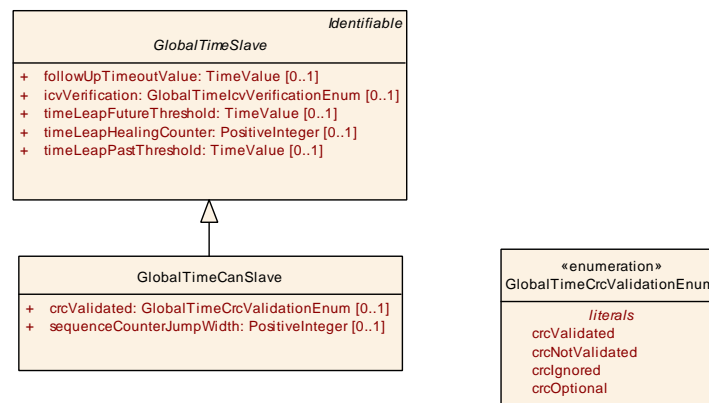 Identifiable
GlobalTimeSlave
+ followUpTimeoutValue: TimeValue [0..1]
+ icvVerification: GlobalTimeIcvVerificationEnum [0..1]
+ timeLeapFutureThreshold: TimeValue [0..1]
+ timeLeapHealingCounter: PositiveInteger [0..1]
+ timeLeapPastThreshold: TimeValue [0..1]
GlobalTimeCanSlave
+ crcValidated: GlobalTimeCrcValidationEnum [0..1]
+ sequenceCounterJumpWidth: PositiveInteger [0..1]
«enumeration»
GlobalTimeCrcValidationEnum
literals
crcValidated
crcNotValidated
crcIgnored
crcOptional